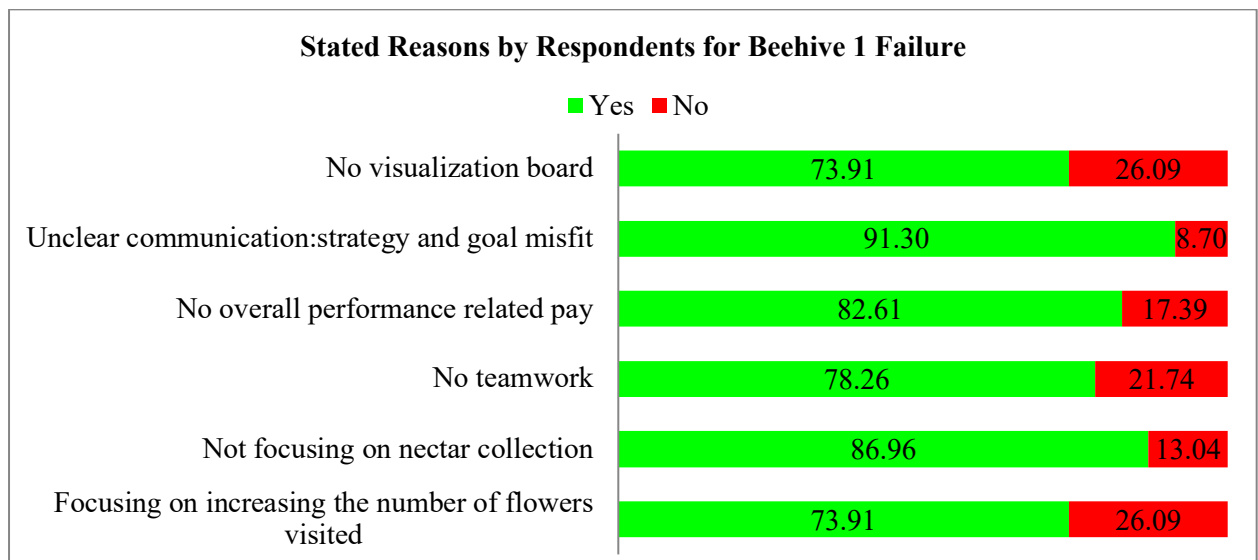 Stated Reasons by Respondents for Beehive 1 Failure
Yes No
No visualization board 73.91 26.09
Unclear communication:strategy and goal misfit 91.30 8.70
No overall performance related pay 82.61 17.39
No teamwork 78.26 21.74
Not focusing on nectar collection 86.96 13.04
Focusing on increasing the number of flowers
visited 73.91 26.09